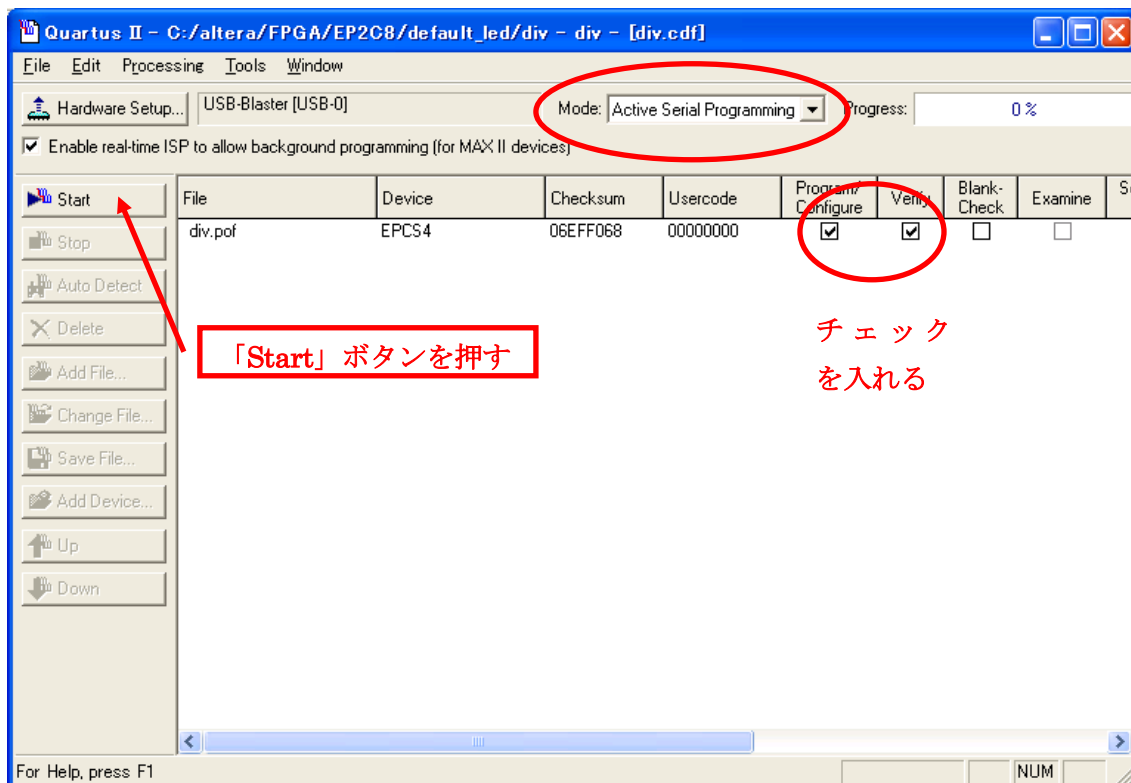 Quartus II - C:/altera/FPGA/EP2C8/default_led/div - div - [div.cdf]
File Edit Processing Tools Window
Hardware Setup... USB-Blaster [USB-0] Mode: Active Serial Programming Progress: 0 %
Enable real-time ISP to allow background programming (for MAX II devices)
Start
File Device Checksum Usercode Program/Configure Verify Blank-Check Examine
div.pof EPCS4 06EFF068 00000000
Stop
Auto Detect
Delete
Add File...
Change File...
Save File...
Add Device...
Up
Down
「Start」ボタンを押す
チェック
を入れる
For Help, press F1 NUM